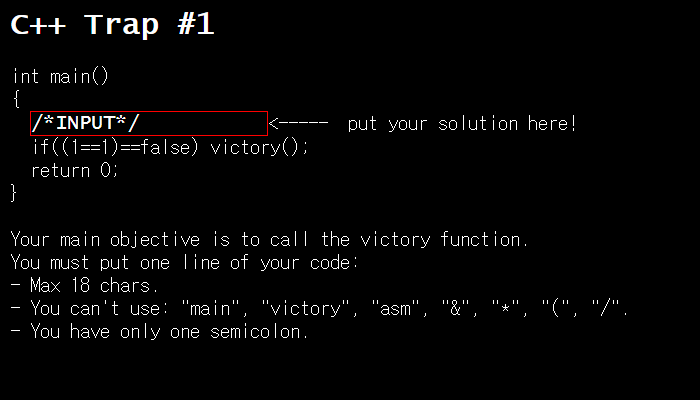 C++ Trap #1
int main()
{
/*INPUT*/ <----- put your solution here!
if((1==1)==false) victory();
return 0;
}
Your main objective is to call the victory function.
You must put one line of your code:
- Max 18 chars.
- You can't use: "main", "victory", "asm", "&", "*", "(", "/".
- You have only one semicolon.